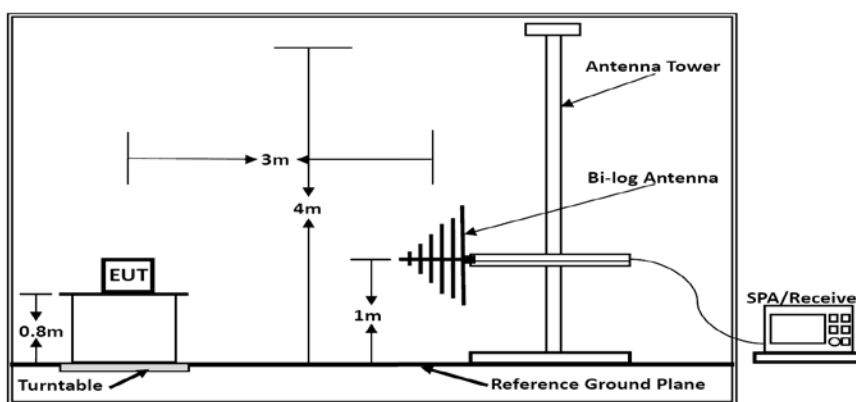 Antenna Tower
3m
Bi-log Antenna
4m
EUT
0.8m
1m
SPA/Receive
Turntable
Reference Ground Plane